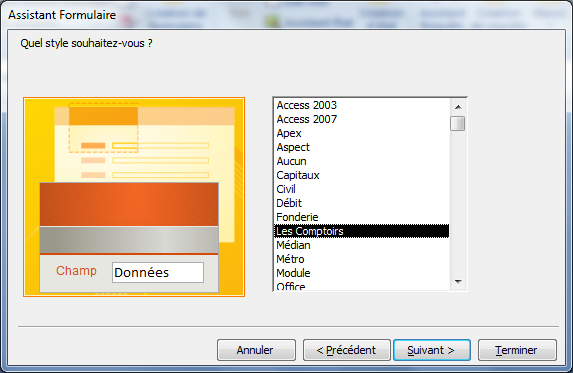 Assistant Formulaire
Quel style souhaitez-vous ?
Access 2003
Access 2007
Apex
Aspect
Aucun
Capitaux
Civil
Débit
Fonderie
Les Comptoirs
Médian
Métro
Module
Office
Champ
Données
Annuler
< Précédent
Suivant >
Terminer